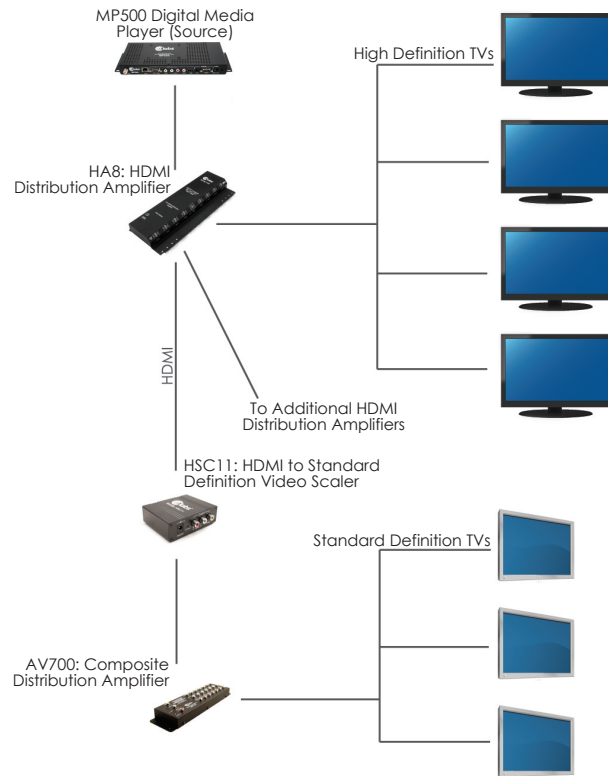 MP500 Digital Media
Player (Source)
High Definition TVs
HA8: HDMI
Distribution Amplifier
HDMI
To Additional HDMI
Distribution Amplifiers
HSC11: HDMI to Standard
Definition Video Scaler
Standard Definition TVs
AV700: Composite
Distribution Amplifier